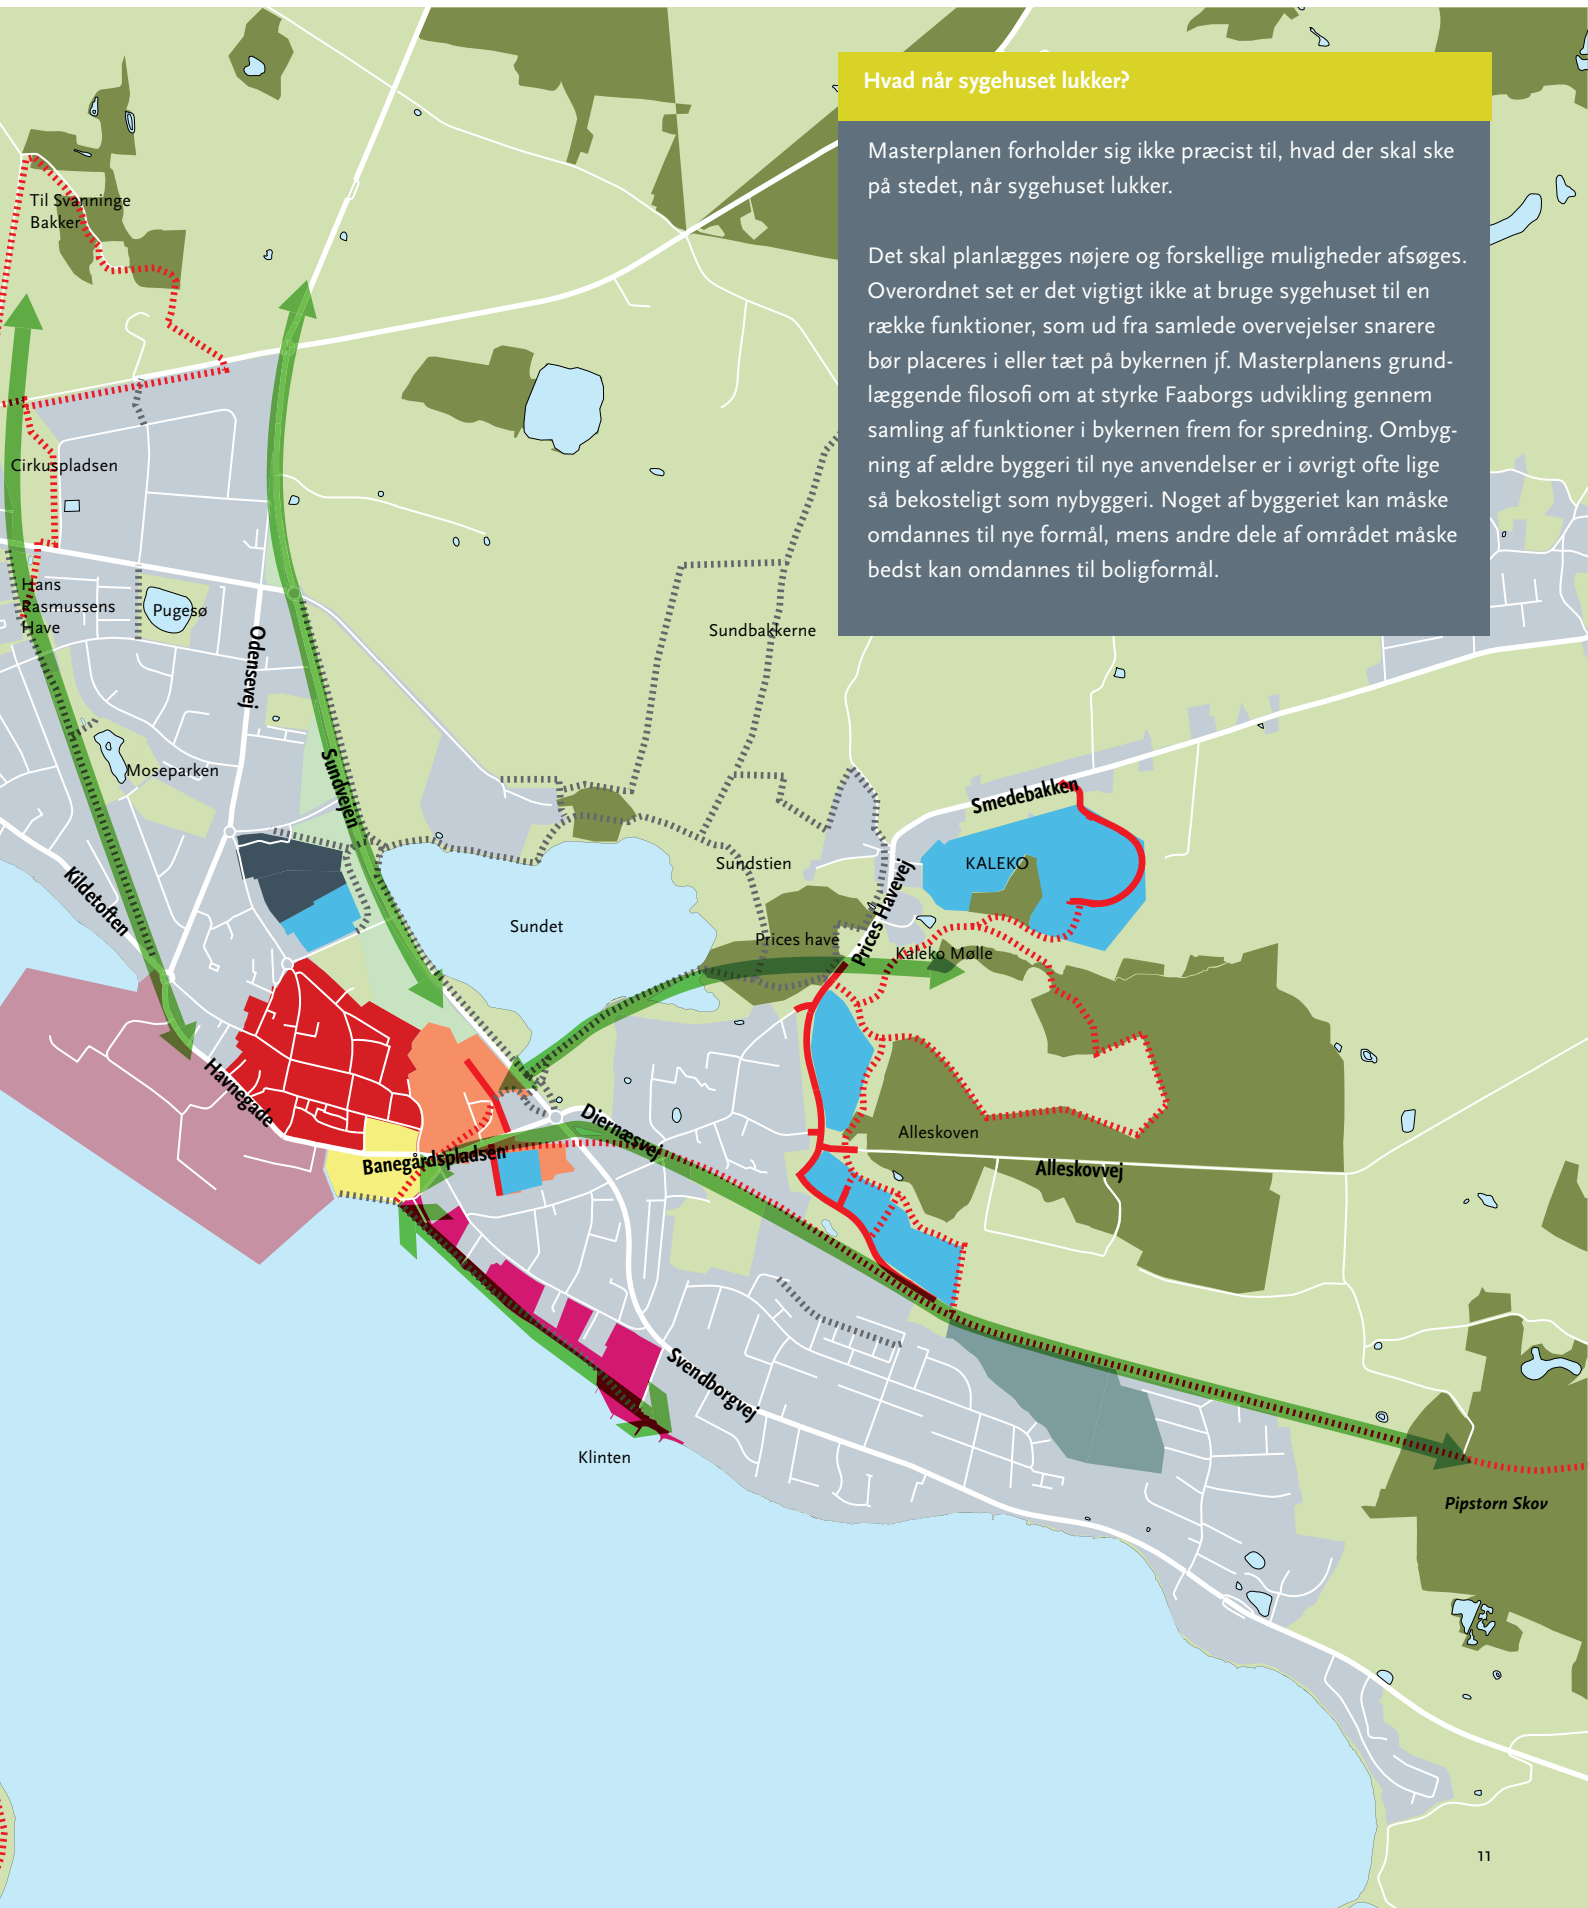 Hvad når sygehuset lukker?
Masterplanen forholder sig ikke præcist til, hvad der skal ske
på stedet, når sygehuset lukker.
Det skal planlægges nøjere og forskellige muligheder afsøges.
Overordnet set er det vigtigt ikke at bruge sygehuset til en
række funktioner, som ud fra samlede overvejelser snarere
bør placeres i eller tæt på bykernen jf. Masterplanens grund-
læggende filosofi om at styrke Faaborgs udvikling gennem
samling af funktioner i bykernen frem for spredning. Ombyg-
ning af ældre byggeri til nye anvendelser er i øvrigt ofte lige
så bekosteligt som nybyggeri. Noget af byggeriet kan måske
omdannes til nye formål, mens andre dele af området måske
bedst kan omdannes til boligformål.
Til Svanninge
Bakker
Cirkuspladsen
Hans
Rasmussens
Have
Pugesø
Odensevej
Sundbakkerne
Moseparken
Sundvejen
Smedebakken
Kildetoften
Sundstien
KALEKO
Prices Havevej
Sundet
Prices have
Kaleko Mølle
Havnegade
Diernæsvej
Alleskoven
Banegårdspladsen
Alleskovvej
Svendborgvej
Klinten
Pipstorn Skov
11